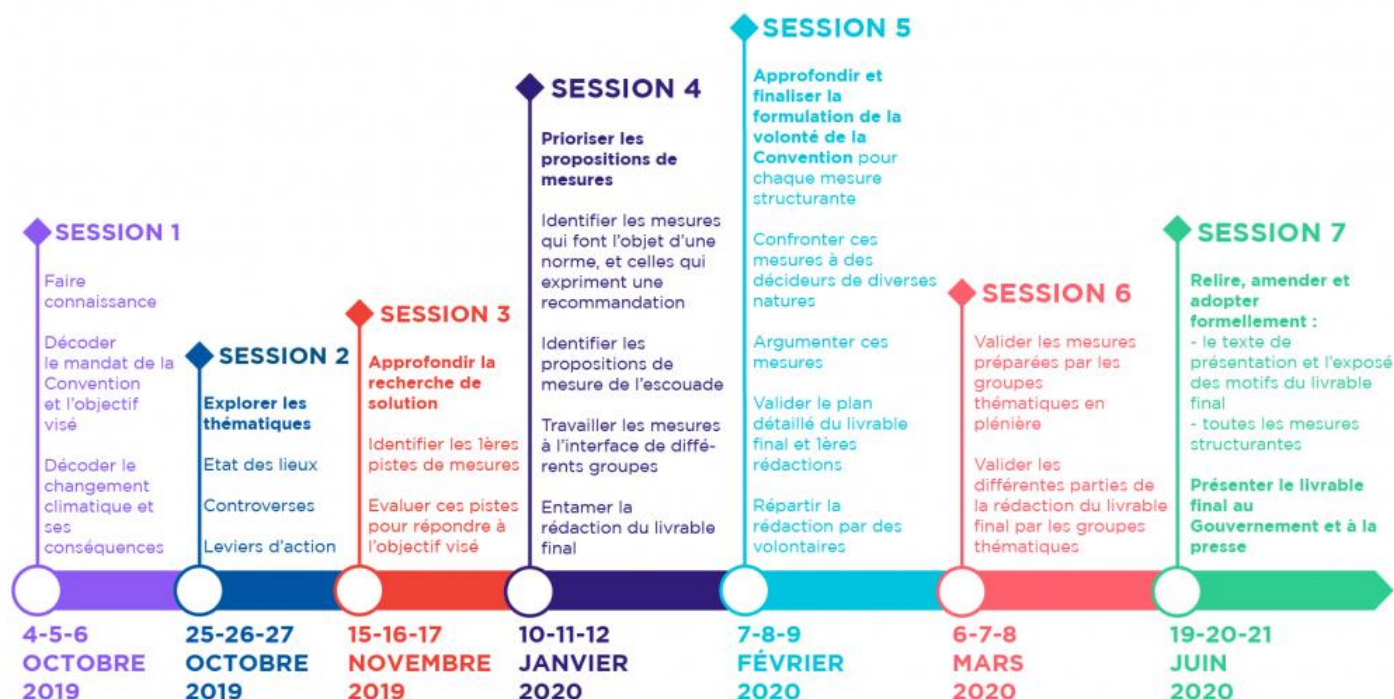 SESSION 1
Faire
connaissance
Décoder
le mandat de la
Convention
et l'objectif
visé
Décoder le
changement
climatique et
ses
conséquences
4-5-6
OCTOBRE
2019
SESSION 2
Explorer les
thématiques
Etat des lieux
Controverses
Leviers d'action
25-26-27
OCTOBRE
2019
SESSION 3
Approfondir la
recherche de
solution
Identifier les 1ères
pistes de mesures
Evaluer ces pistes
pour répondre à
l'objectif visé
15-16-17
NOVEMBRE
2019
SESSION 4
Prioriser les
propositions de
mesures
Identifier les mesures
qui font l'objet d'une
norme, et celles qui
expriment une
recommandation
Identifier les
propositions de
mesure de l'escouade
Travailler les mesures
à l'interface de diffé-
rents groupes
Entamer la
rédaction du livrable
final
10-11-12
JANVIER
2020
SESSION 5
Approfondir et
finaliser la
formulation de la
volonté de la
Convention pour
chaque mesure
structurante
Confronter ces
mesures à des
décideurs de diverses
natures
Argumenter ces
mesures
Valider le plan
détaillé du livrable
final et 1ères
rédactions
Répartir la
rédaction par des
volontaires
7-8-9
FÉVRIER
2020
SESSION 6
Valider les mesures
préparées par les
groupes
thématiques en
plénière
Valider les
différentes parties de
la rédaction du livrable
final par les groupes
thématiques
6-7-8
MARS
2020
SESSION 7
Relire, amender et
adopter
formellement :
- le texte de
présentation et l'exposé
des motifs du livrable
final
- toutes les mesures
structurantes
Présenter le livrable
final au
Gouvernement et à la
presse
19-20-21
JUIN
2020